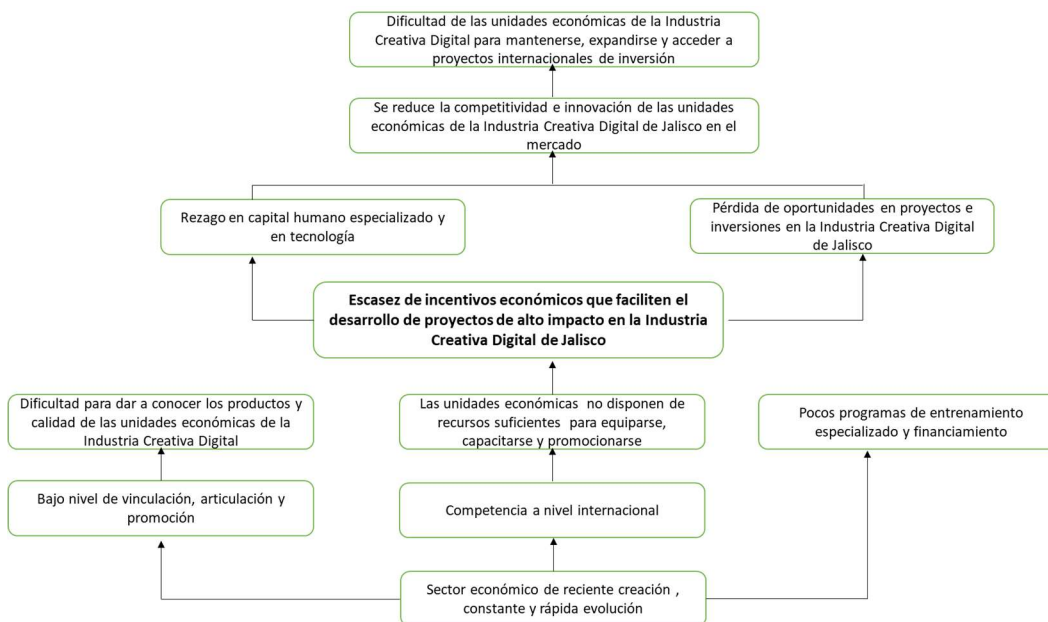 Dificultad de las unidades económicas de la Industria
Creativa Digital para mantenerse, expandirse y acceder a
proyectos internacionales de inversión
Se reduce la competitividad e innovación de las unidades
económicas de la Industria Creativa Digital de Jalisco en el
mercado
Rezago en capital humano especializado y
en tecnología
Pérdida de oportunidades en proyectos e
inversiones en la Industria Creativa Digital
de Jalisco
Escasez de incentivos económicos que faciliten el
desarrollo de proyectos de alto impacto en la Industria
Creativa Digital de Jalisco
Dificultad para dar a conocer los productos y
calidad de las unidades económicas de la
Industria Creativa Digital
Las unidades económicas no disponen de
recursos suficientes para equiparse,
capacitarse y promocionarse
Pocos programas de entrenamiento
especializado y financiamiento
Bajo nivel de vinculación, articulación y
promoción
Competencia a nivel internacional
Sector económico de reciente creación ,
constante y rápida evolución